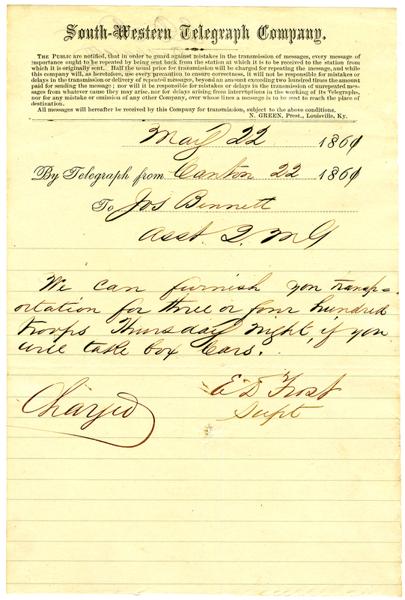 South-Western Telegraph Company.
THE PUBLIC are notified, that in order to guard against mistakes in the transmission of messages, every message of
importance ought to be repeated by being sent back from the station at which it is to be received to the station from
which it is originally sent. Half the usual price for transmission will be charged for repeating the message, and while
this company will, as heretofore, use every precaution to ensure correctness, it will not be responsible for mistakes or
delays in the transmission or delivery of repeated messages, beyond an amount exceeding two hundred times the amount
paid for sending the message; nor will it be responsible for mistakes or delays in the transmission of unrepeated mes-
sages from whatever cause they may arise, nor for delays arising from interruptions in the working of its Telegraphs,
nor for any mistake or omission of any other Company, over whose lines a message is to be sent to reach the place of
destination.
All messages will hereafter be received by this Company for transmission, subject to the above conditions.
N. GREEN, Prest., Louisville, Ky.
May 22 1861
By Telegraph from Canton 22 1861
To Jos Bennett
Asst. Q. M G
We can furnish you transp-
ortation for three or four hundred
troops Thursday night, if you
will take box Cars.
E D Frost
Supt
Charged